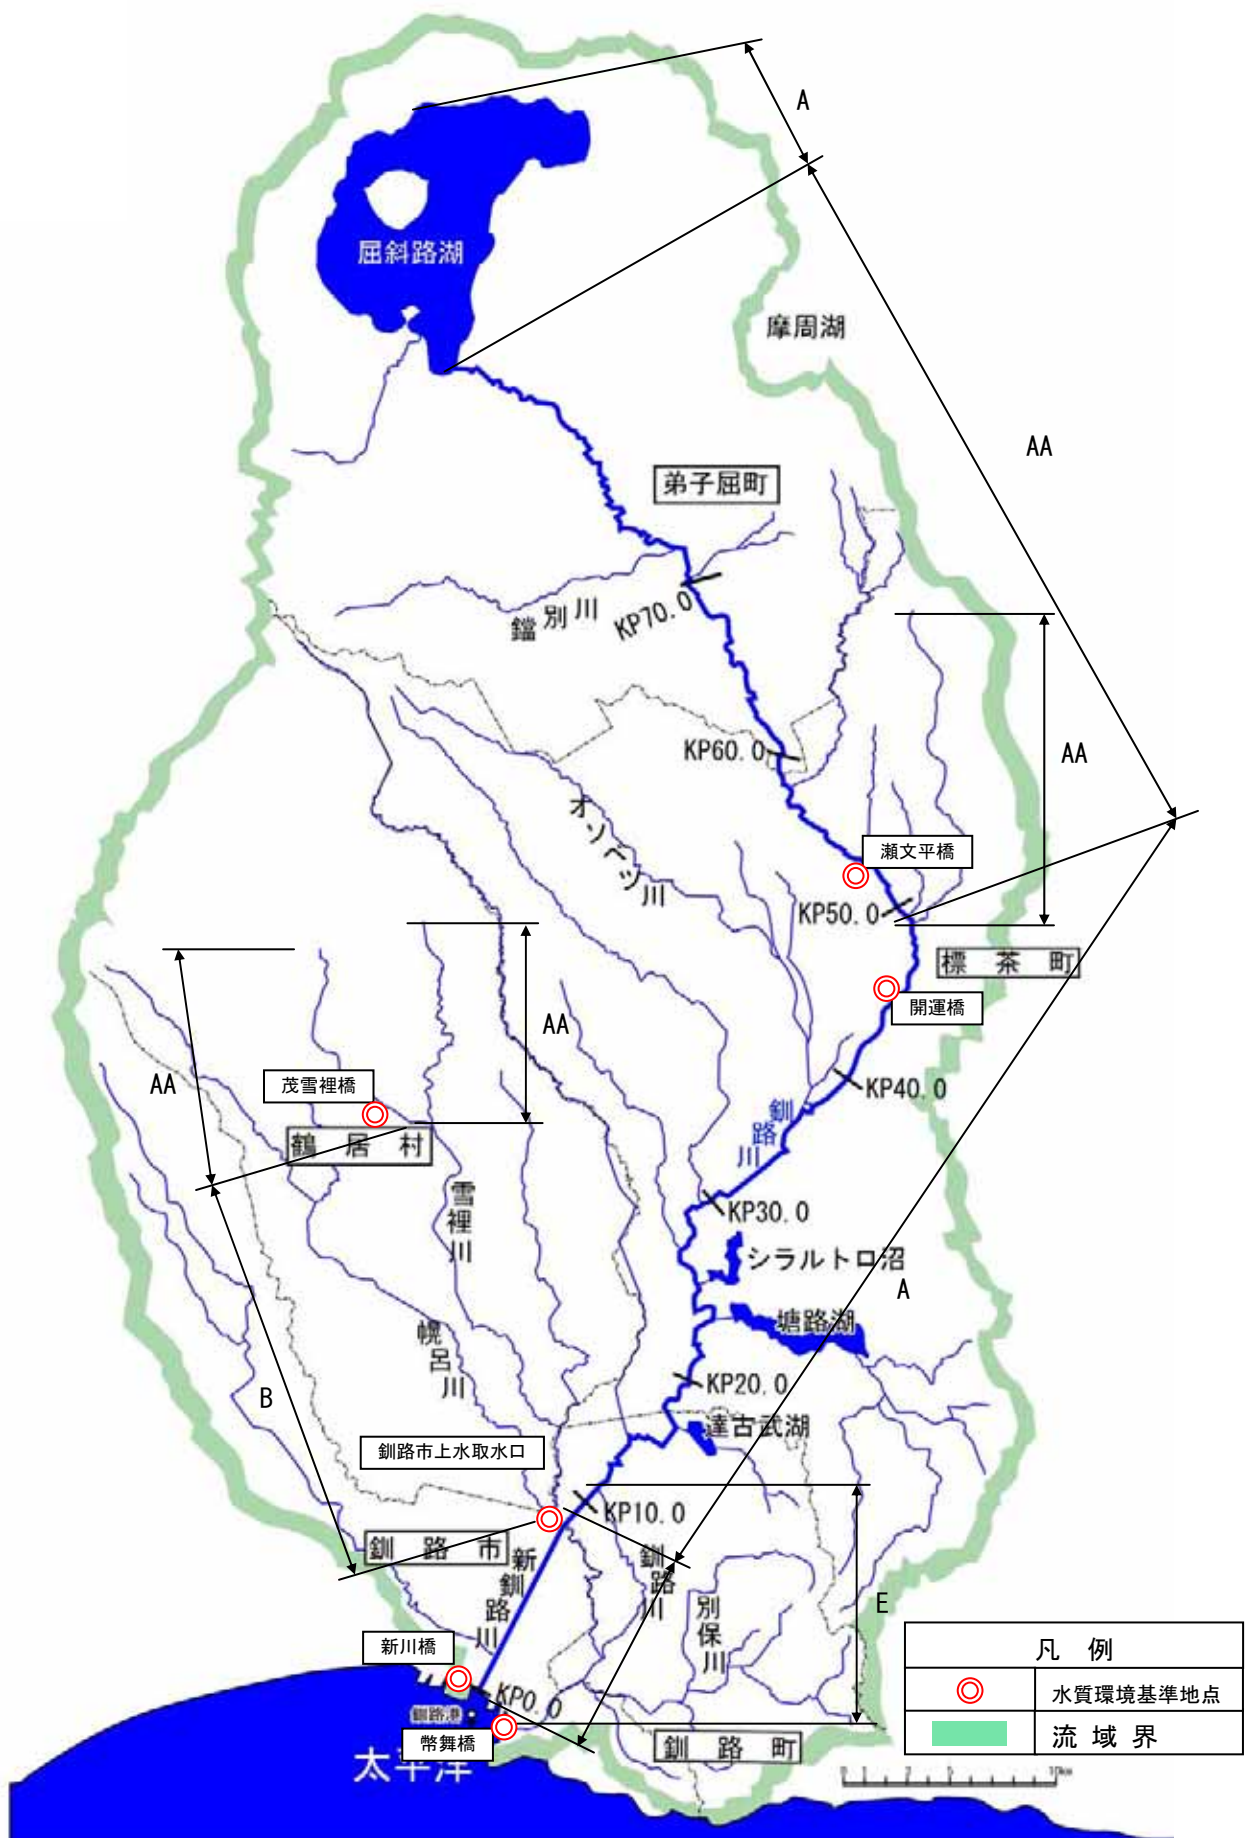 A
屈斜路湖
摩周湖
AA
弟子屈町
鐺別川
KP70.0
KP60.0
AA
オソベツ川
瀬文平橋
KP50.0
標茶町
開運橋
AA
AA
茂雪裡橋
鶴居村
KP40.0
釧路川
雪裡川
KP30.0
シラルトロ沼
A
塘路湖
幌呂川
KP20.0
B
達古武湖
釧路市上水取水口
KP10.0
釧路市
新釧路川
釧路川
別保川
E
新川橋
KP0.0
釧路港
幣舞橋
釧路町
太平洋
凡例
水質環境基準地点
流域界
0 10km